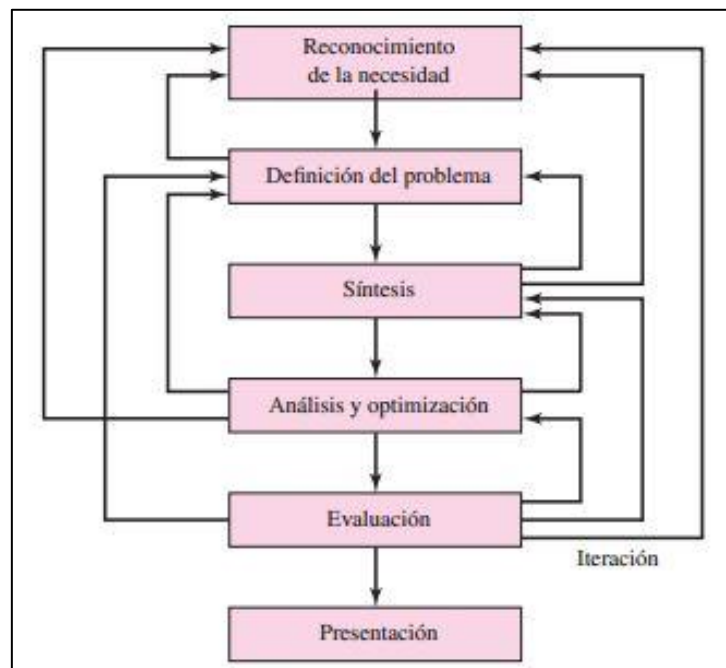 Reconocimiento
de la necesidad
Definición del problema
Síntesis
Análisis y optimización
Evaluación
Iteración
Presentación